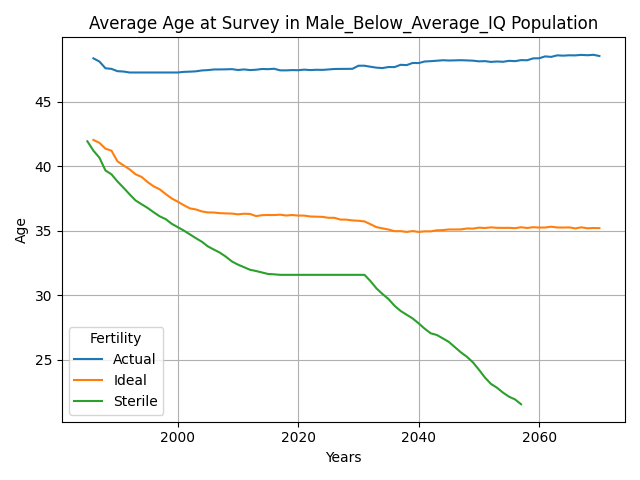 Average Age at Survey in Male_Below_Average_IQ Population
Age
45
40
35
30
25
Fertility
Actual
Ideal
Sterile
2000
2020
2040
2060
Years